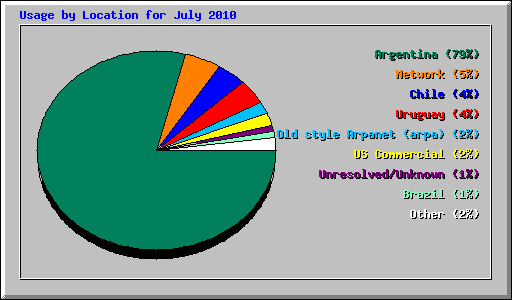 Usage by Location for July 2010
Argentina (79%)
Network (5%)
Chile (4%)
Uruguay (4%)
Old style Arpanet (arpa) (2%)
US Commercial (2%)
Unresolved/Unknown (1%)
Brazil (1%)
Other (2%)